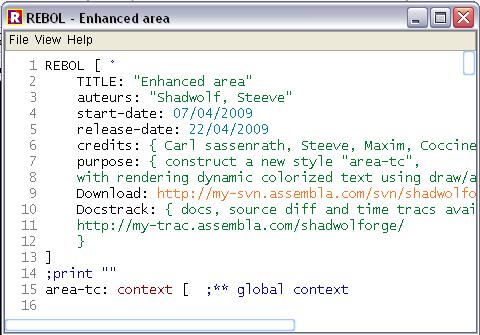 REBOL - Enhanced area
File View Help
1 REBOL [
2 TITLE: "Enhanced area"
3 auteurs: "Shadwolf, Steeve"
4 start-date: 07/04/2009
5 release-date: 22/04/2009
6 credits: { Carl sassenrath, Steeve, Maxim, Coccine
7 purpose: { construct a new style "area-tc",
8 with rendering dynamic colorized text using draw/a
9 Download: http://my-svn.assembla.com/svn/shadwolfo
10 Docstrack: { docs, source diff and time tracs avai
11 http://my-trac.assembla.com/shadwolforge/
12 }
13 ]
14 ;print ""
15 area-tc: context [ ;** global context
16